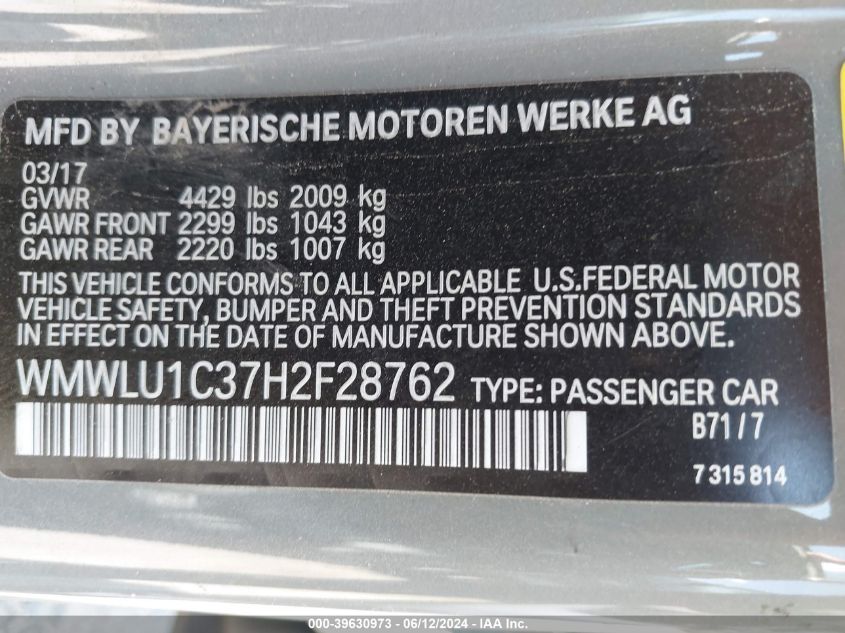 MFD BY BAYERISCHE MOTOREN WERKE AG
03/17
GVWR 4429 lbs 2009 kg
GAWR FRONT 2299 lbs 1043 kg
GAWR REAR 2220 lbs 1007 kg
THIS VEHICLE CONFORMS TO ALL APPLICABLE U.S.FEDERAL MOTOR
VEHICLE SAFETY, BUMPER AND THEFT PREVENTION STANDARDS
IN EFFECT ON THE DATE OF MANUFACTURE SHOWN ABOVE.
WMWLU1C37H2F28762 TYPE: PASSENGER CAR
B71/7
7 315 814
000-39630973 - 06/12/2024 - IAA Inc.